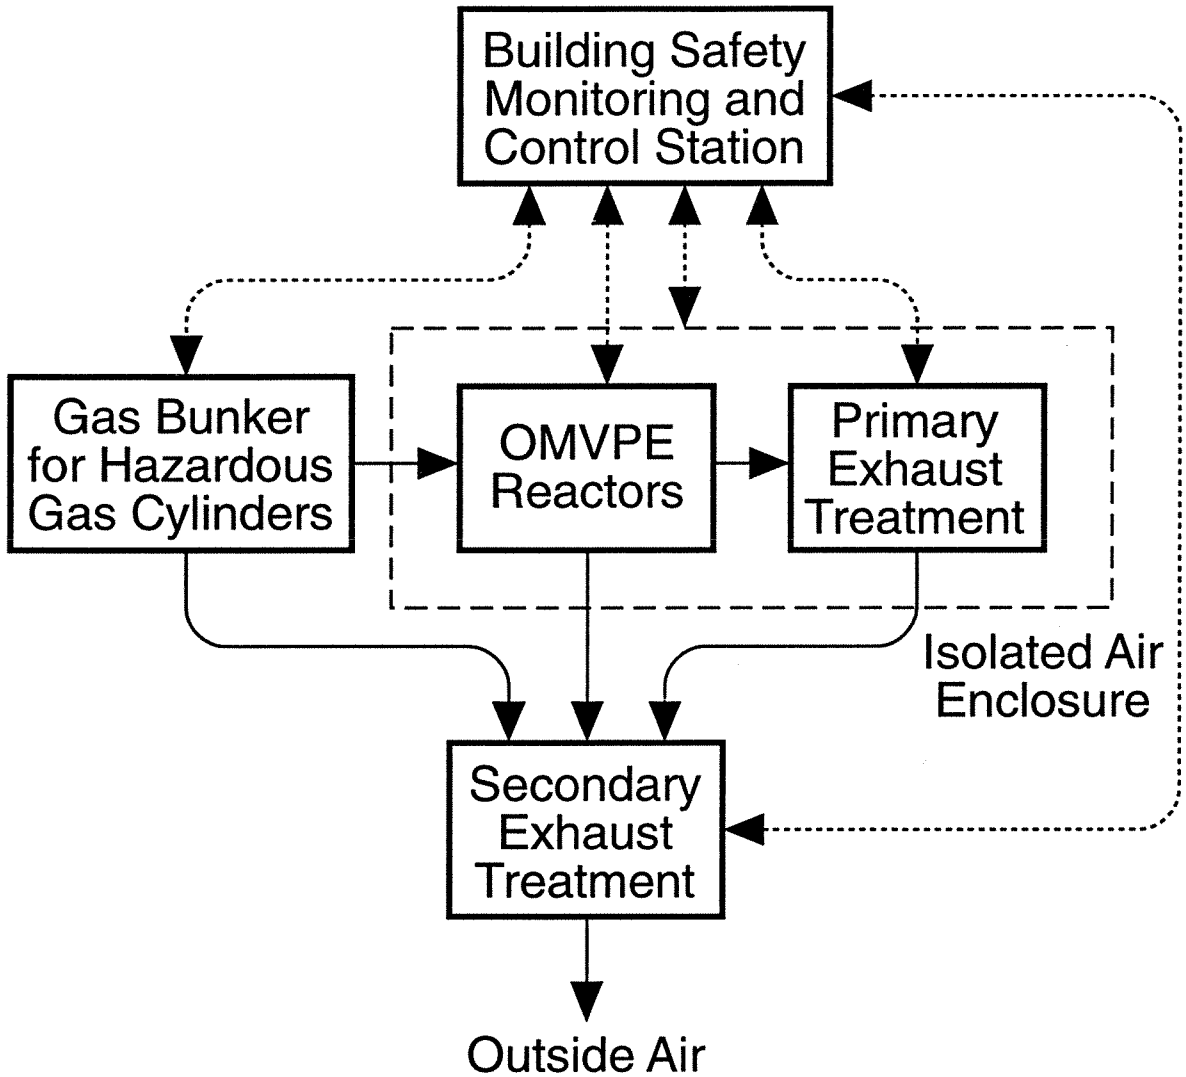 Building Safety
Monitoring and
Control Station
Gas Bunker
for Hazardous
Gas Cylinders
OMVPE
Reactors
Primary
Exhaust
Treatment
Isolated Air
Enclosure
Secondary
Exhaust
Treatment
Outside Air